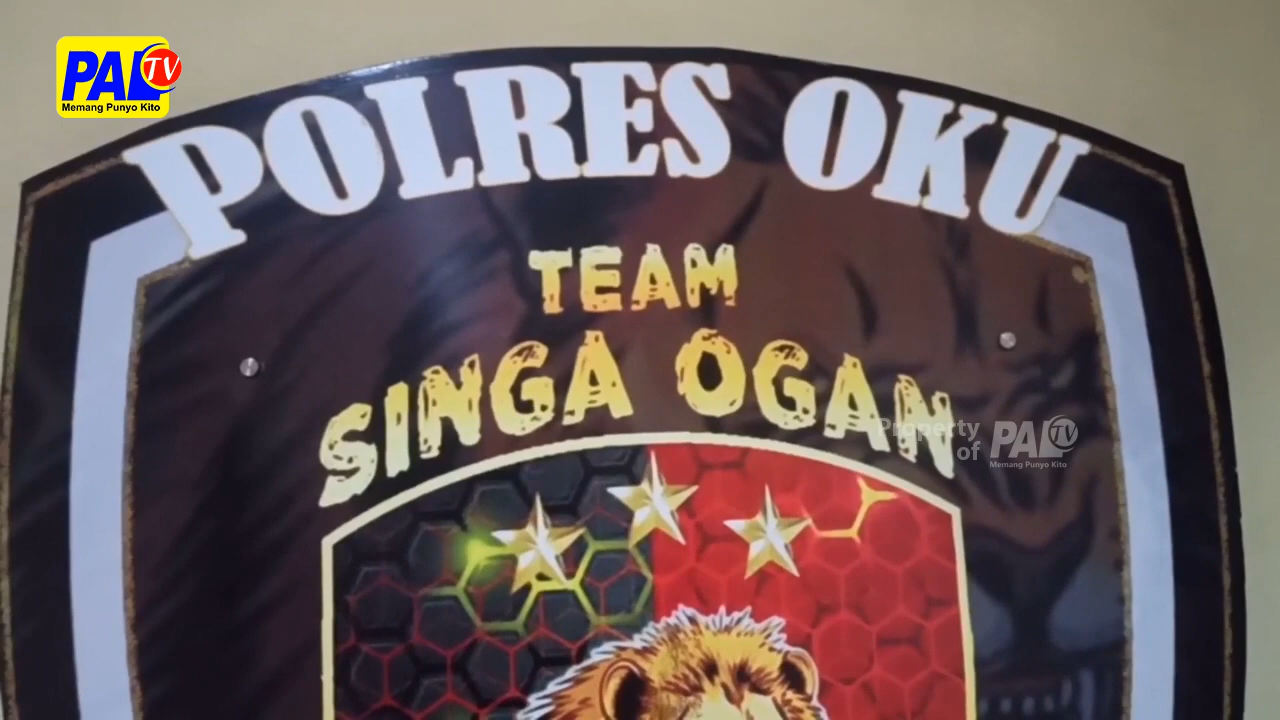 PAL TV
Memang Punyo Kito
POLRES OKU
TEAM
SINGA OGAN
Property of PAL TV
Memang Punyo Kito